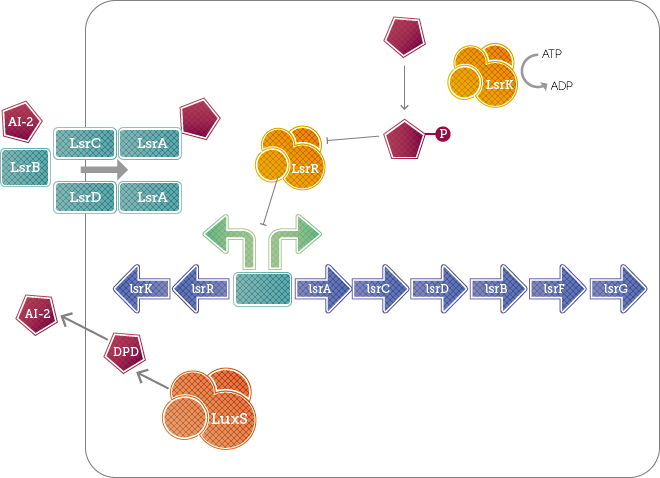 ATP
LsrK
ADP
AI-2
P
LsrC
LsrA
LsrB
LsrR
LsrD
LsrA
lsrK
lsrR
lsrA
lsrC
lsrD
lsrB
lsrF
lsrG
AI-2
DPD
LuxS